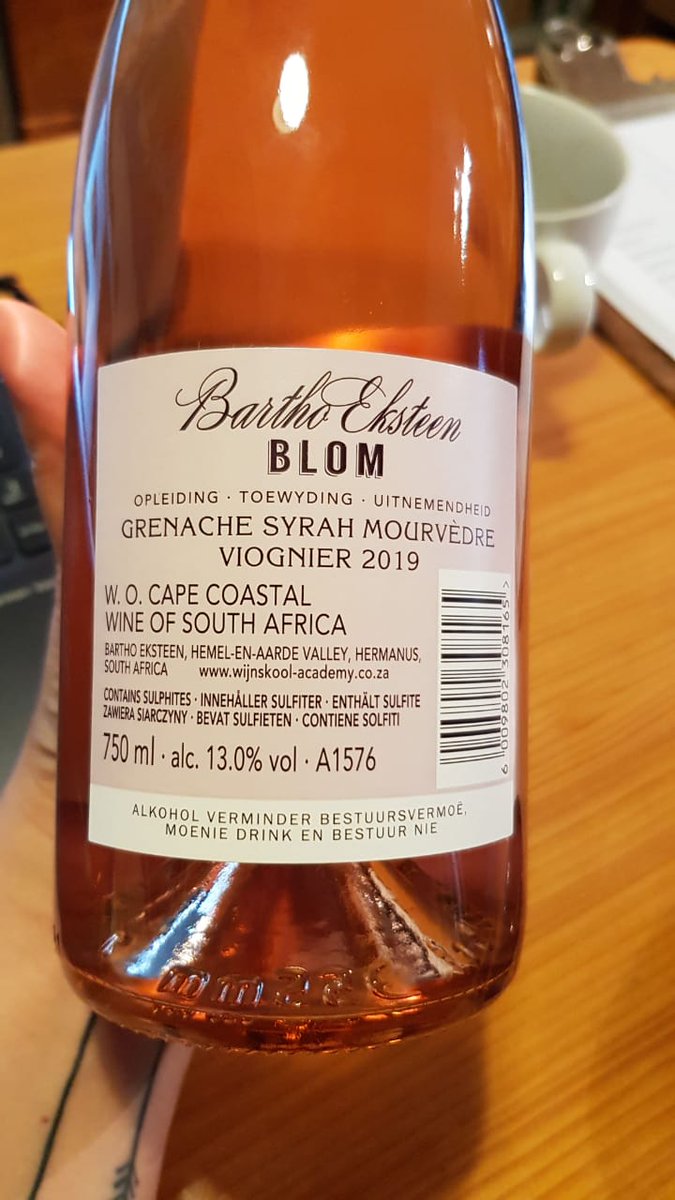 Bartho Eksteen
BLOM
OPLEIDING · TOEWYDING · UITNEMENDHEID
GRENACHE SYRAH MOURVÈDRE
VIOGNIER 2019
W. O. CAPE COASTAL
WINE OF SOUTH AFRICA
BARTHO EKSTEEN, HEMEL-EN-AARDE VALLEY, HERMANUS,
SOUTH AFRICA www.wijnskool-academy.co.za
CONTAINS SULPHITES · INNEHÅLLER SULFITER · ENTHÄLT SULFITE
ZAWIERA SIARCZYNY · BEVAT SULFIETEN · CONTIENE SOLFITI
750 ml · alc. 13.0% vol · A1576
6 009802 308165 >
ALKOHOL VERMINDER BESTUURSVERMOË,
MOENIE DRINK EN BESTUUR NIE